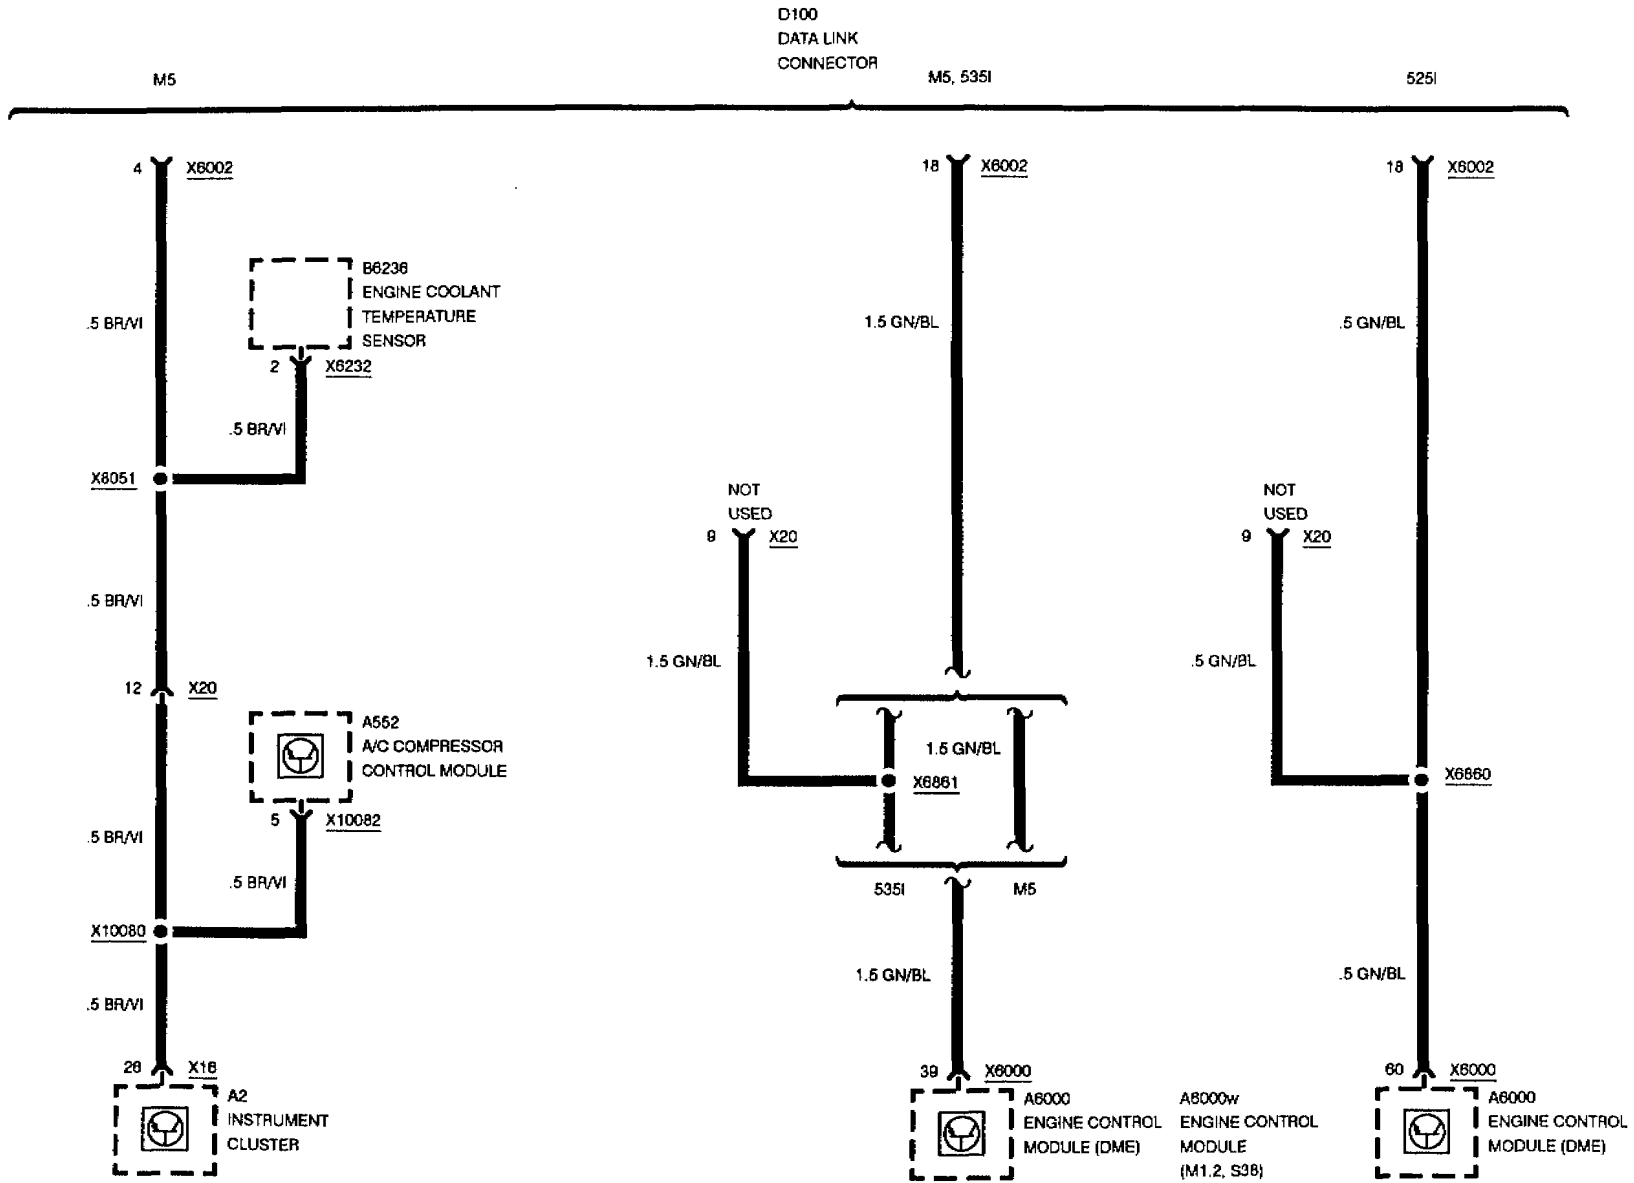 D100
DATA LINK
CONNECTOR
M5
M5, 535I
525I
4 X6002
18 X6002
18 X6002
B6236
ENGINE COOLANT
TEMPERATURE
SENSOR
.5 BR/VI
1.5 GN/BL
.5 GN/BL
2 X6232
.5 BR/VI
X8051
NOT
USED
NOT
USED
9 X20
9 X20
.5 BR/VI
1.5 GN/BL
.5 GN/BL
12 X20
A552
A/C COMPRESSOR
CONTROL MODULE
1.5 GN/BL
X6861
X6860
5 X10082
.5 BR/VI
.5 BR/VI
535I
M5
X10080
1.5 GN/BL
.5 GN/BL
.5 BR/VI
28 X16
39 X6000
60 X6000
A2
INSTRUMENT
CLUSTER
A6000
ENGINE CONTROL
MODULE (DME)
A6000w
ENGINE CONTROL
MODULE
(M1.2, S38)
A6000
ENGINE CONTROL
MODULE (DME)